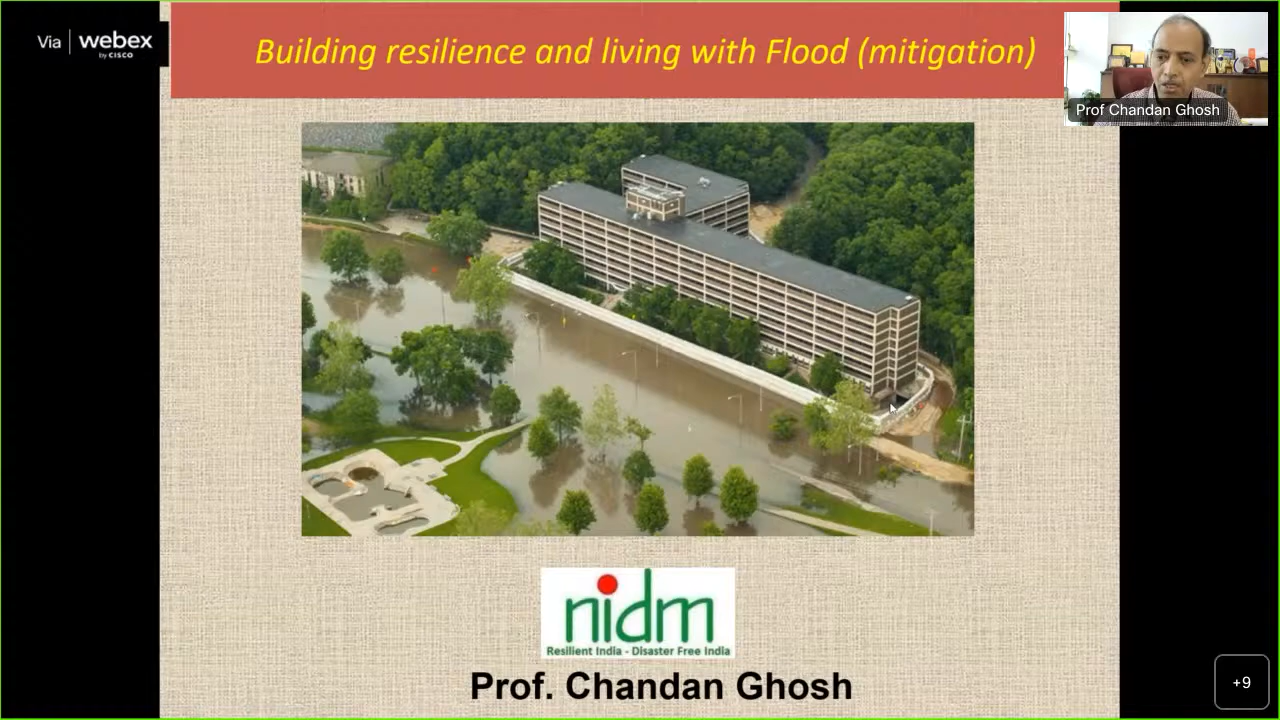 Via webex
by CISCO
Building resilience and living with Flood (mitigation)
Prof Chandan Ghosh
nidm
Resilient India - Disaster Free India
Prof. Chandan Ghosh
+9